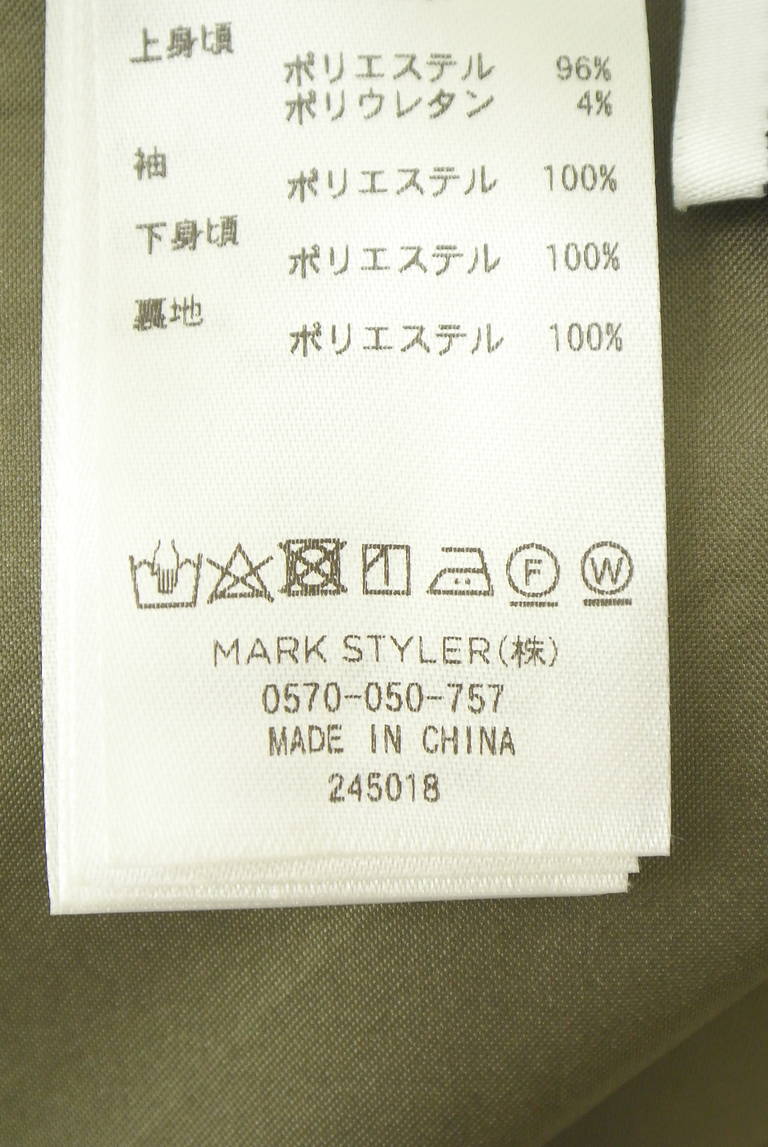 上身頃
ポリエステル 96%
ポリウレタン 4%
袖
ポリエステル 100%
下身頃
ポリエステル 100%
裏地
ポリエステル 100%
F W
MARK STYLER(株)
0570-050-757
MADE IN CHINA
245018